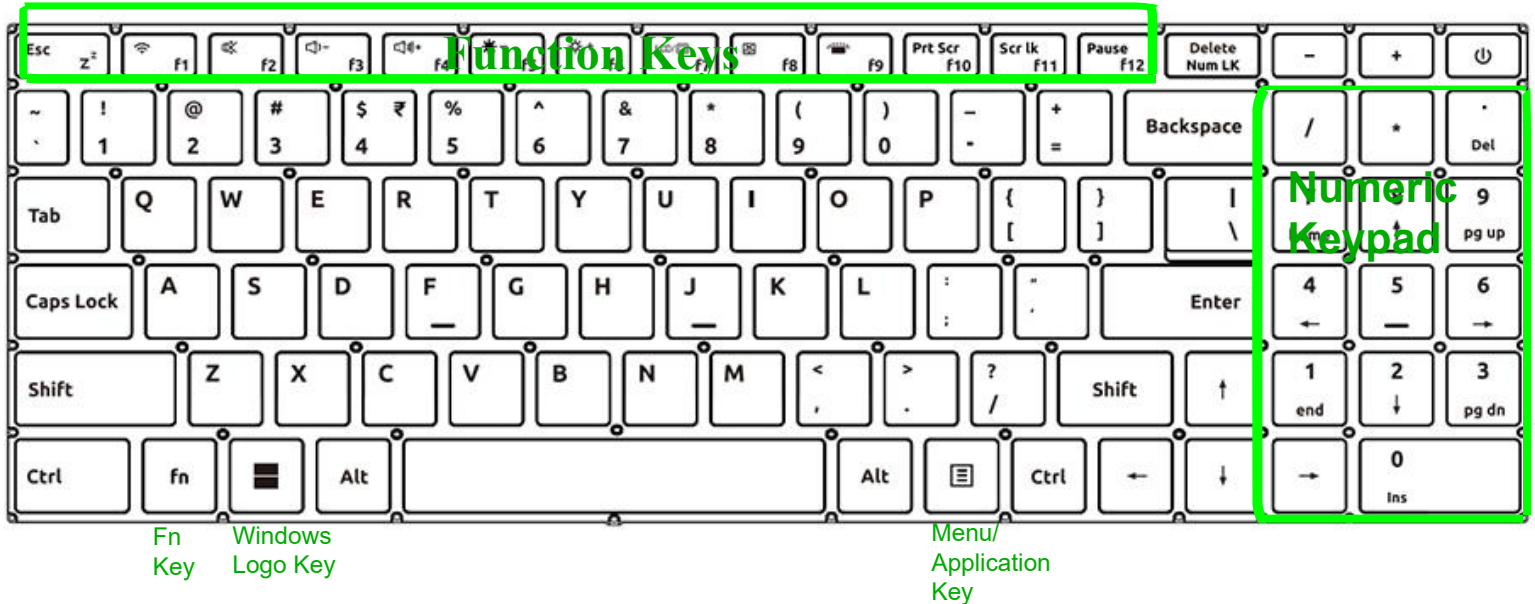 Esc z z f1 f2 f3 f4 f5 f6 f7 f8 f9 Prt Scr f10 Scr lk f11 Pause f12 Delete Num LK - +
Function Keys
~ ` ! 1 @ 2 # 3 $ ₹ 4 % 5 ^ 6 & 7 * 8 ( 9 ) 0 _ - + = Backspace / * . Del
Tab Q W E R T Y U I O P { [ } ] | \ 9 pg up
Numeric
Keypad
Caps Lock A S D F G H J K L : ; " ' Enter 4 ← 5 6 →
Shift Z X C V B N M < , > . ? / Shift ↑ 1 end 2 ↓ 3 pg dn
Ctrl fn Alt Alt Ctrl ← ↓ → 0 Ins
Fn
Key
Windows
Logo Key
Menu/
Application
Key